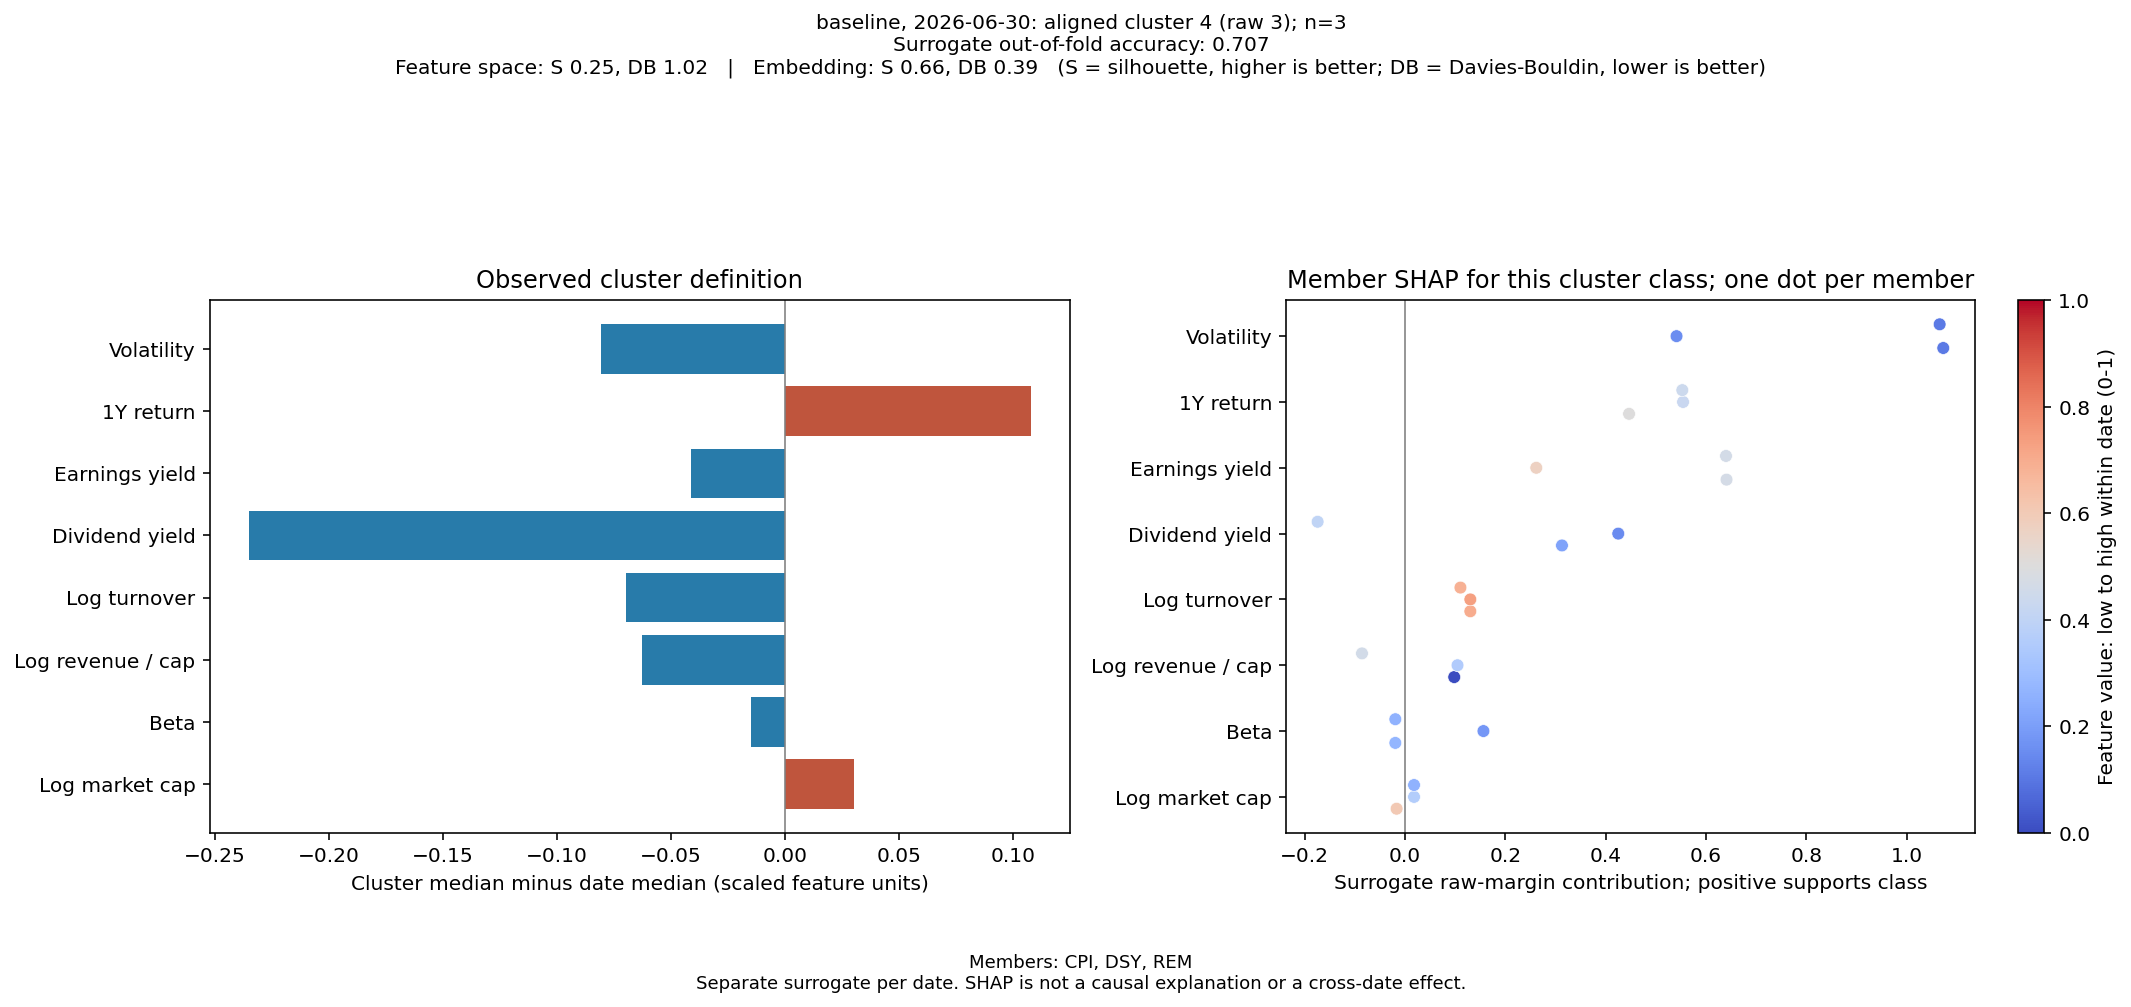 baseline, 2026-06-30: aligned cluster 4 (raw 3); n=3
Surrogate out-of-fold accuracy: 0.707
Feature space: S 0.25, DB 1.02 | Embedding: S 0.66, DB 0.39 (S = silhouette, higher is better; DB = Davies-Bouldin, lower is better)
Observed cluster definition
Volatility
1Y return
Earnings yield
Dividend yield
Log turnover
Log revenue / cap
Beta
Log market cap
−0.25 −0.20 −0.15 −0.10 −0.05 0.00 0.05 0.10
Cluster median minus date median (scaled feature units)
Member SHAP for this cluster class; one dot per member
Volatility
1Y return
Earnings yield
Dividend yield
Log turnover
Log revenue / cap
Beta
Log market cap
−0.2 0.0 0.2 0.4 0.6 0.8 1.0
Surrogate raw-margin contribution; positive supports class
1.0
0.8
0.6
0.4
0.2
0.0
Feature value: low to high within date (0-1)
Members: CPI, DSY, REM
Separate surrogate per date. SHAP is not a causal explanation or a cross-date effect.